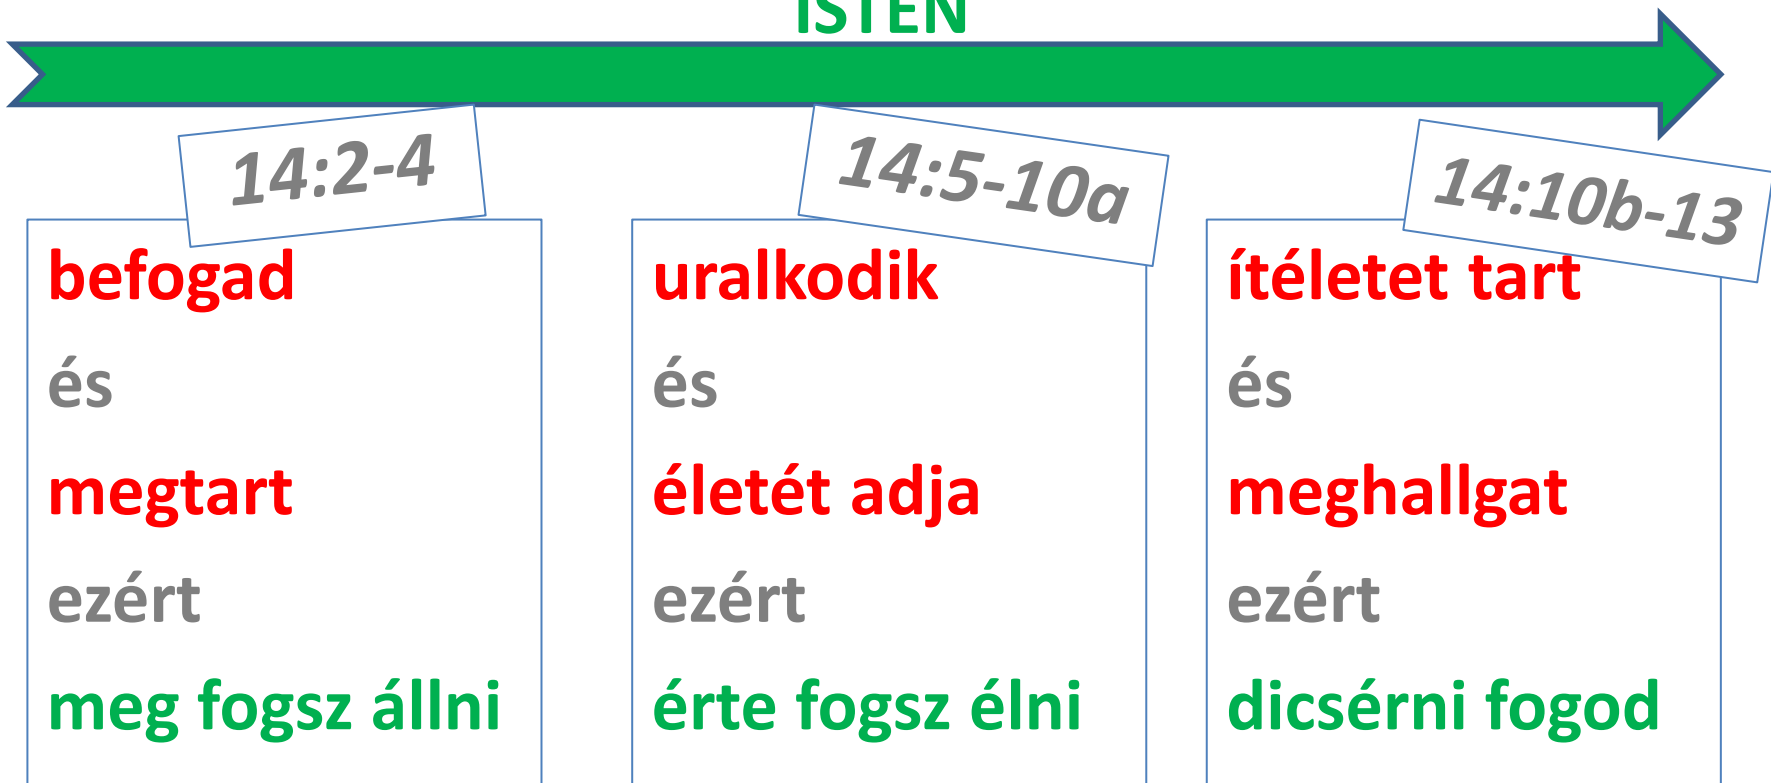 ISTEN
14:2-4
befogad
és
megtart
ezért
meg fogsz állni
14:5-10a
uralkodik
és
életét adja
ezért
érte fogsz élni
14:10b-13
ítéletet tart
és
meghallgat
ezért
dicsérni fogod